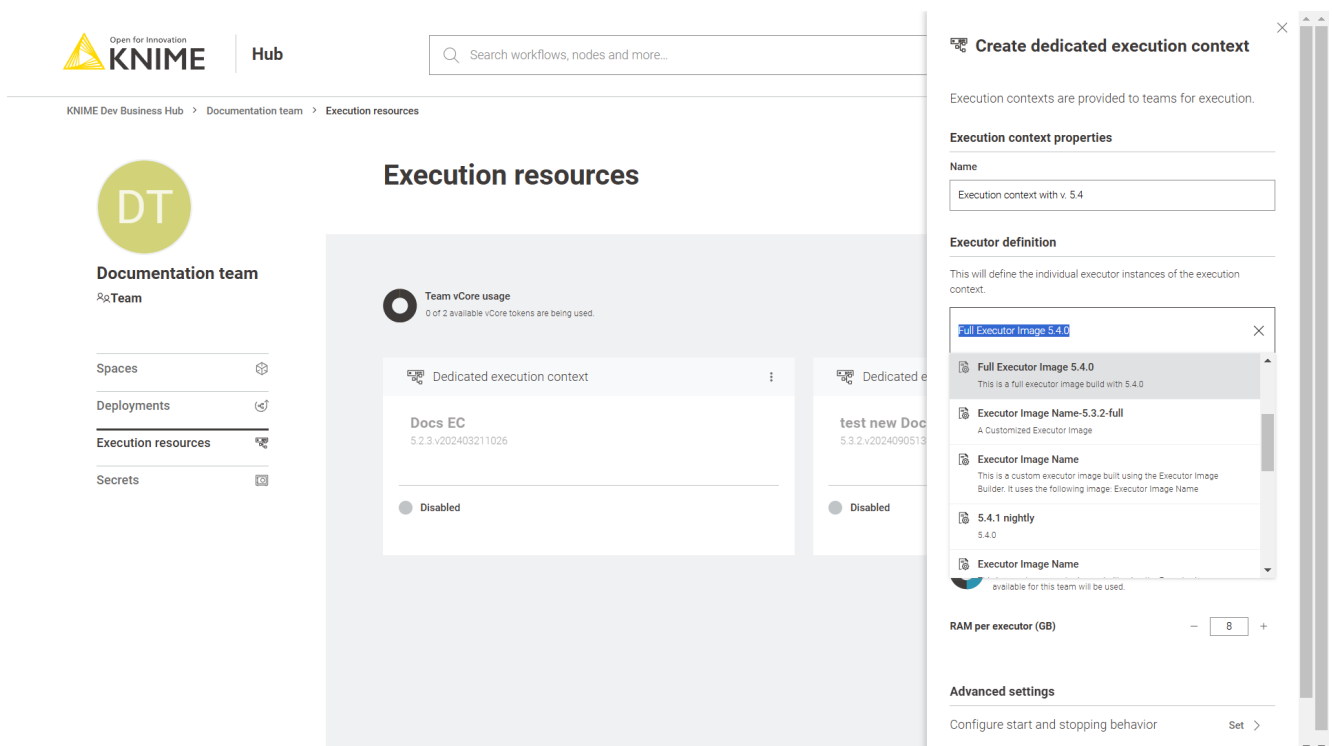 Open for Innovation
KNIME
Hub
Search workflows, nodes and more...
KNIME Dev Business Hub > Documentation team > Execution resources
DT
Documentation team
Team
Spaces
Deployments
Execution resources
Secrets
Execution resources
Team vCore usage
0 of 2 available vCore tokens are being used.
Dedicated execution context
Docs EC
5.2.3.v202403211026
Disabled
Dedicated e
test new Doc
5.3.2.v2024090513
Disabled
Create dedicated execution context
Execution contexts are provided to teams for execution.
Execution context properties
Name
Execution context with v. 5.4
Executor definition
This will define the individual executor instances of the execution
context.
Full Executor Image 5.4.0
Full Executor Image 5.4.0
This is a full executor image build with 5.4.0
Executor Image Name-5.3.2-full
A Customized Executor Image
Executor Image Name
This is a custom executor image built using the Executor Image
Builder. It uses the following image: Executor Image Name
5.4.1 nightly
5.4.0
Executor Image Name
available for this team will be used.
RAM per executor (GB)
− 8 +
Advanced settings
Configure start and stopping behavior
Set >